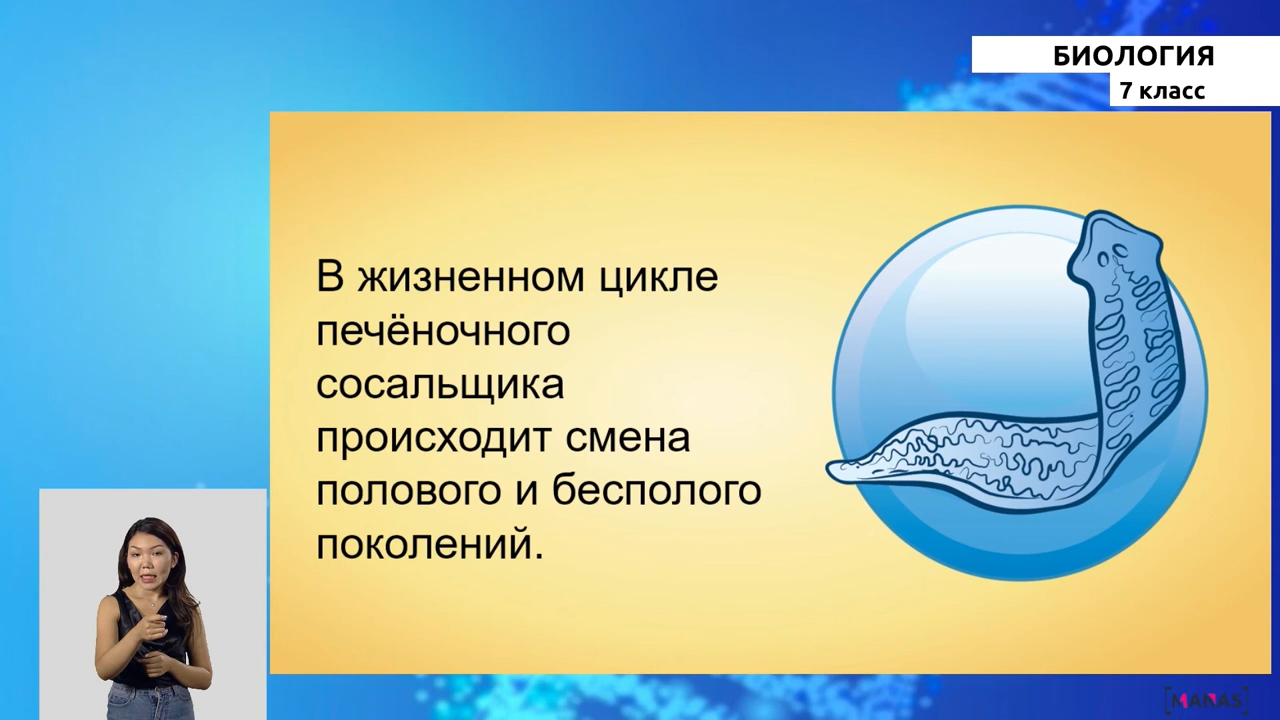 БИОЛОГИЯ
7 класс
В жизненном цикле
печёночного
сосальщика
происходит смена
полового и бесполого
поколений.
[MANAS]